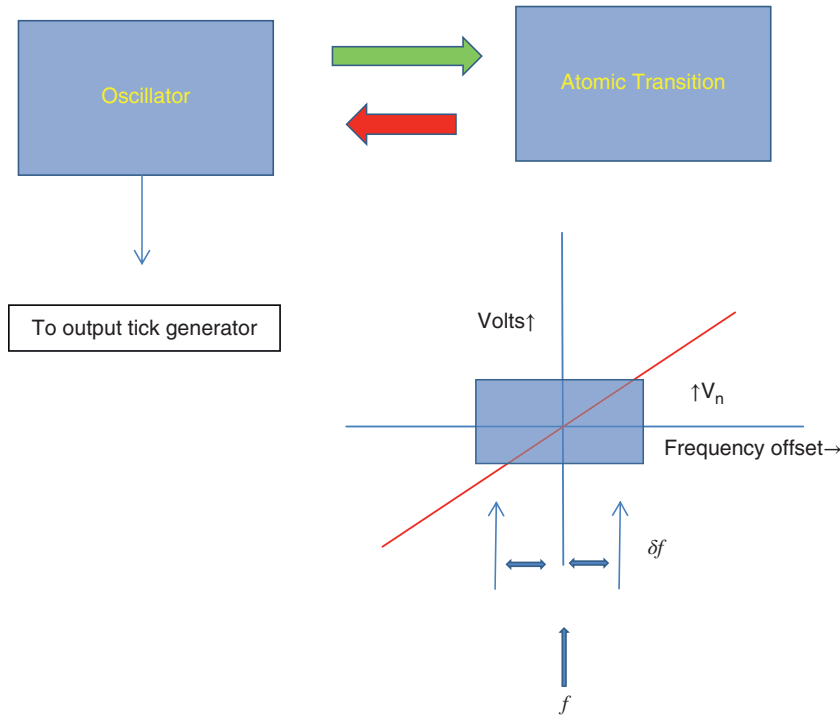 Oscillator
Atomic Transition
To output tick generator
Volts↑
↑Vn
Frequency offset→
δf
f